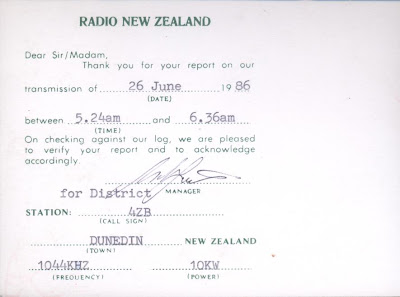 RADIO NEW ZEALAND
Dear Sir/Madam,
Thank you for your report on our
transmission of 26 June 1986
(DATE)
between 5.24am and 6.36am
(TIME)
On checking against our log, we are pleased
to verify your report and to acknowledge
accordingly.
for District MANAGER
STATION: 4ZB
(CALL SIGN)
DUNEDIN NEW ZEALAND
(TOWN)
1044KHZ 10KW
(FREQUENCY) (POWER)